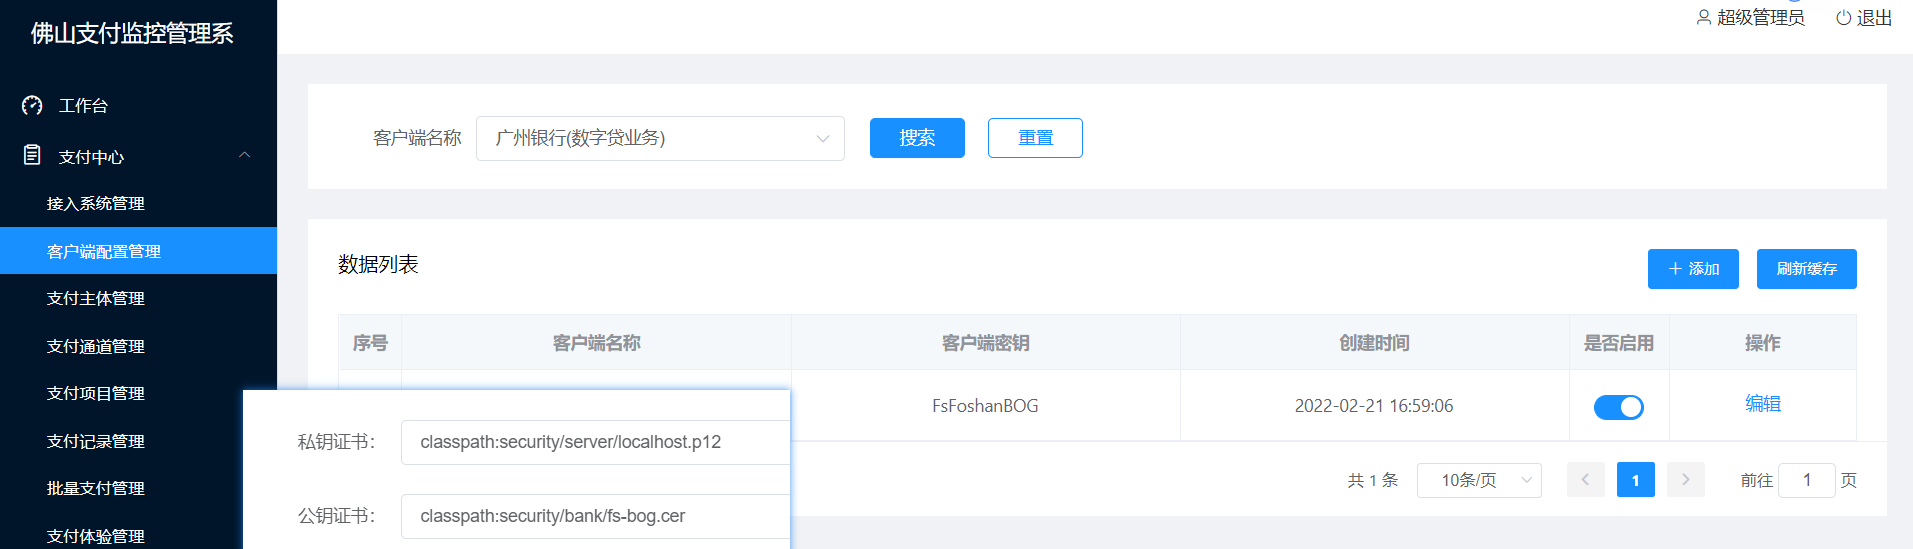 佛山支付监控管理系
超级管理员
退出
工作台
支付中心
接入系统管理
客户端配置管理
支付主体管理
支付通道管理
支付项目管理
支付记录管理
批量支付管理
支付体验管理
客户端名称
广州银行(数字贷业务)
搜索
重置
数据列表
添加
刷新缓存
序号
客户端名称
客户端密钥
创建时间
是否启用
操作
FsFoshanBOG
2022-02-21 16:59:06
编辑
私钥证书：
classpath:security/server/localhost.p12
公钥证书：
classpath:security/bank/fs-bog.cer
共 1 条
10条/页
1
前往
1
页